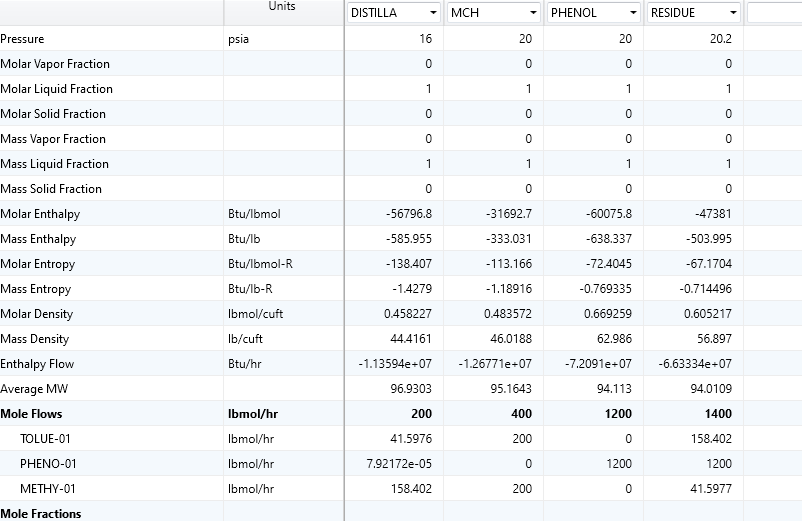 Units DISTILLA MCH PHENOL RESIDUE
Pressure psia 16 20 20 20.2
Molar Vapor Fraction 0 0 0 0
Molar Liquid Fraction 1 1 1 1
Molar Solid Fraction 0 0 0 0
Mass Vapor Fraction 0 0 0 0
Mass Liquid Fraction 1 1 1 1
Mass Solid Fraction 0 0 0 0
Molar Enthalpy Btu/lbmol -56796.8 -31692.7 -60075.8 -47381
Mass Enthalpy Btu/lb -585.955 -333.031 -638.337 -503.995
Molar Entropy Btu/lbmol-R -138.407 -113.166 -72.4045 -67.1704
Mass Entropy Btu/lb-R -1.4279 -1.18916 -0.769335 -0.714496
Molar Density lbmol/cuft 0.458227 0.483572 0.669259 0.605217
Mass Density lb/cuft 44.4161 46.0188 62.986 56.897
Enthalpy Flow Btu/hr -1.13594e+07 -1.26771e+07 -7.2091e+07 -6.63334e+07
Average MW 96.9303 95.1643 94.113 94.0109
Mole Flows lbmol/hr 200 400 1200 1400
TOLUE-01 lbmol/hr 41.5976 200 0 158.402
PHENO-01 lbmol/hr 7.92172e-05 0 1200 1200
METHY-01 lbmol/hr 158.402 200 0 41.5977
Mole Fractions